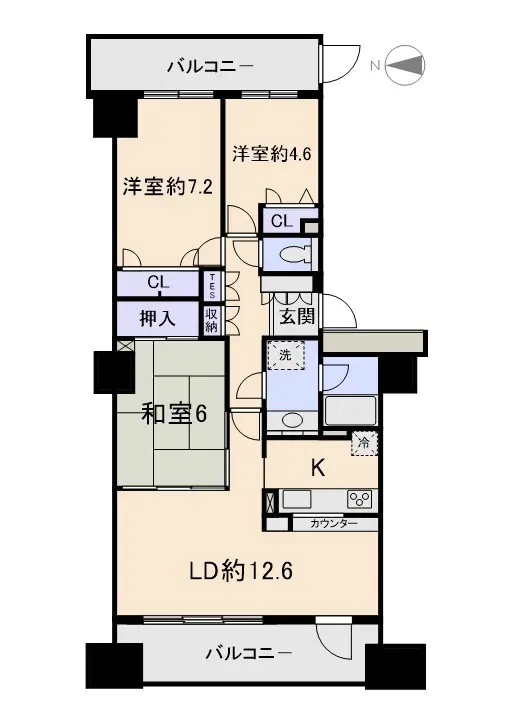 バルコニー
N
洋室約7.2
洋室約4.6
CL
CL
TES
押入
収納
玄関
洗
和室6
冷
K
カウンター
LD約12.6
バルコニー